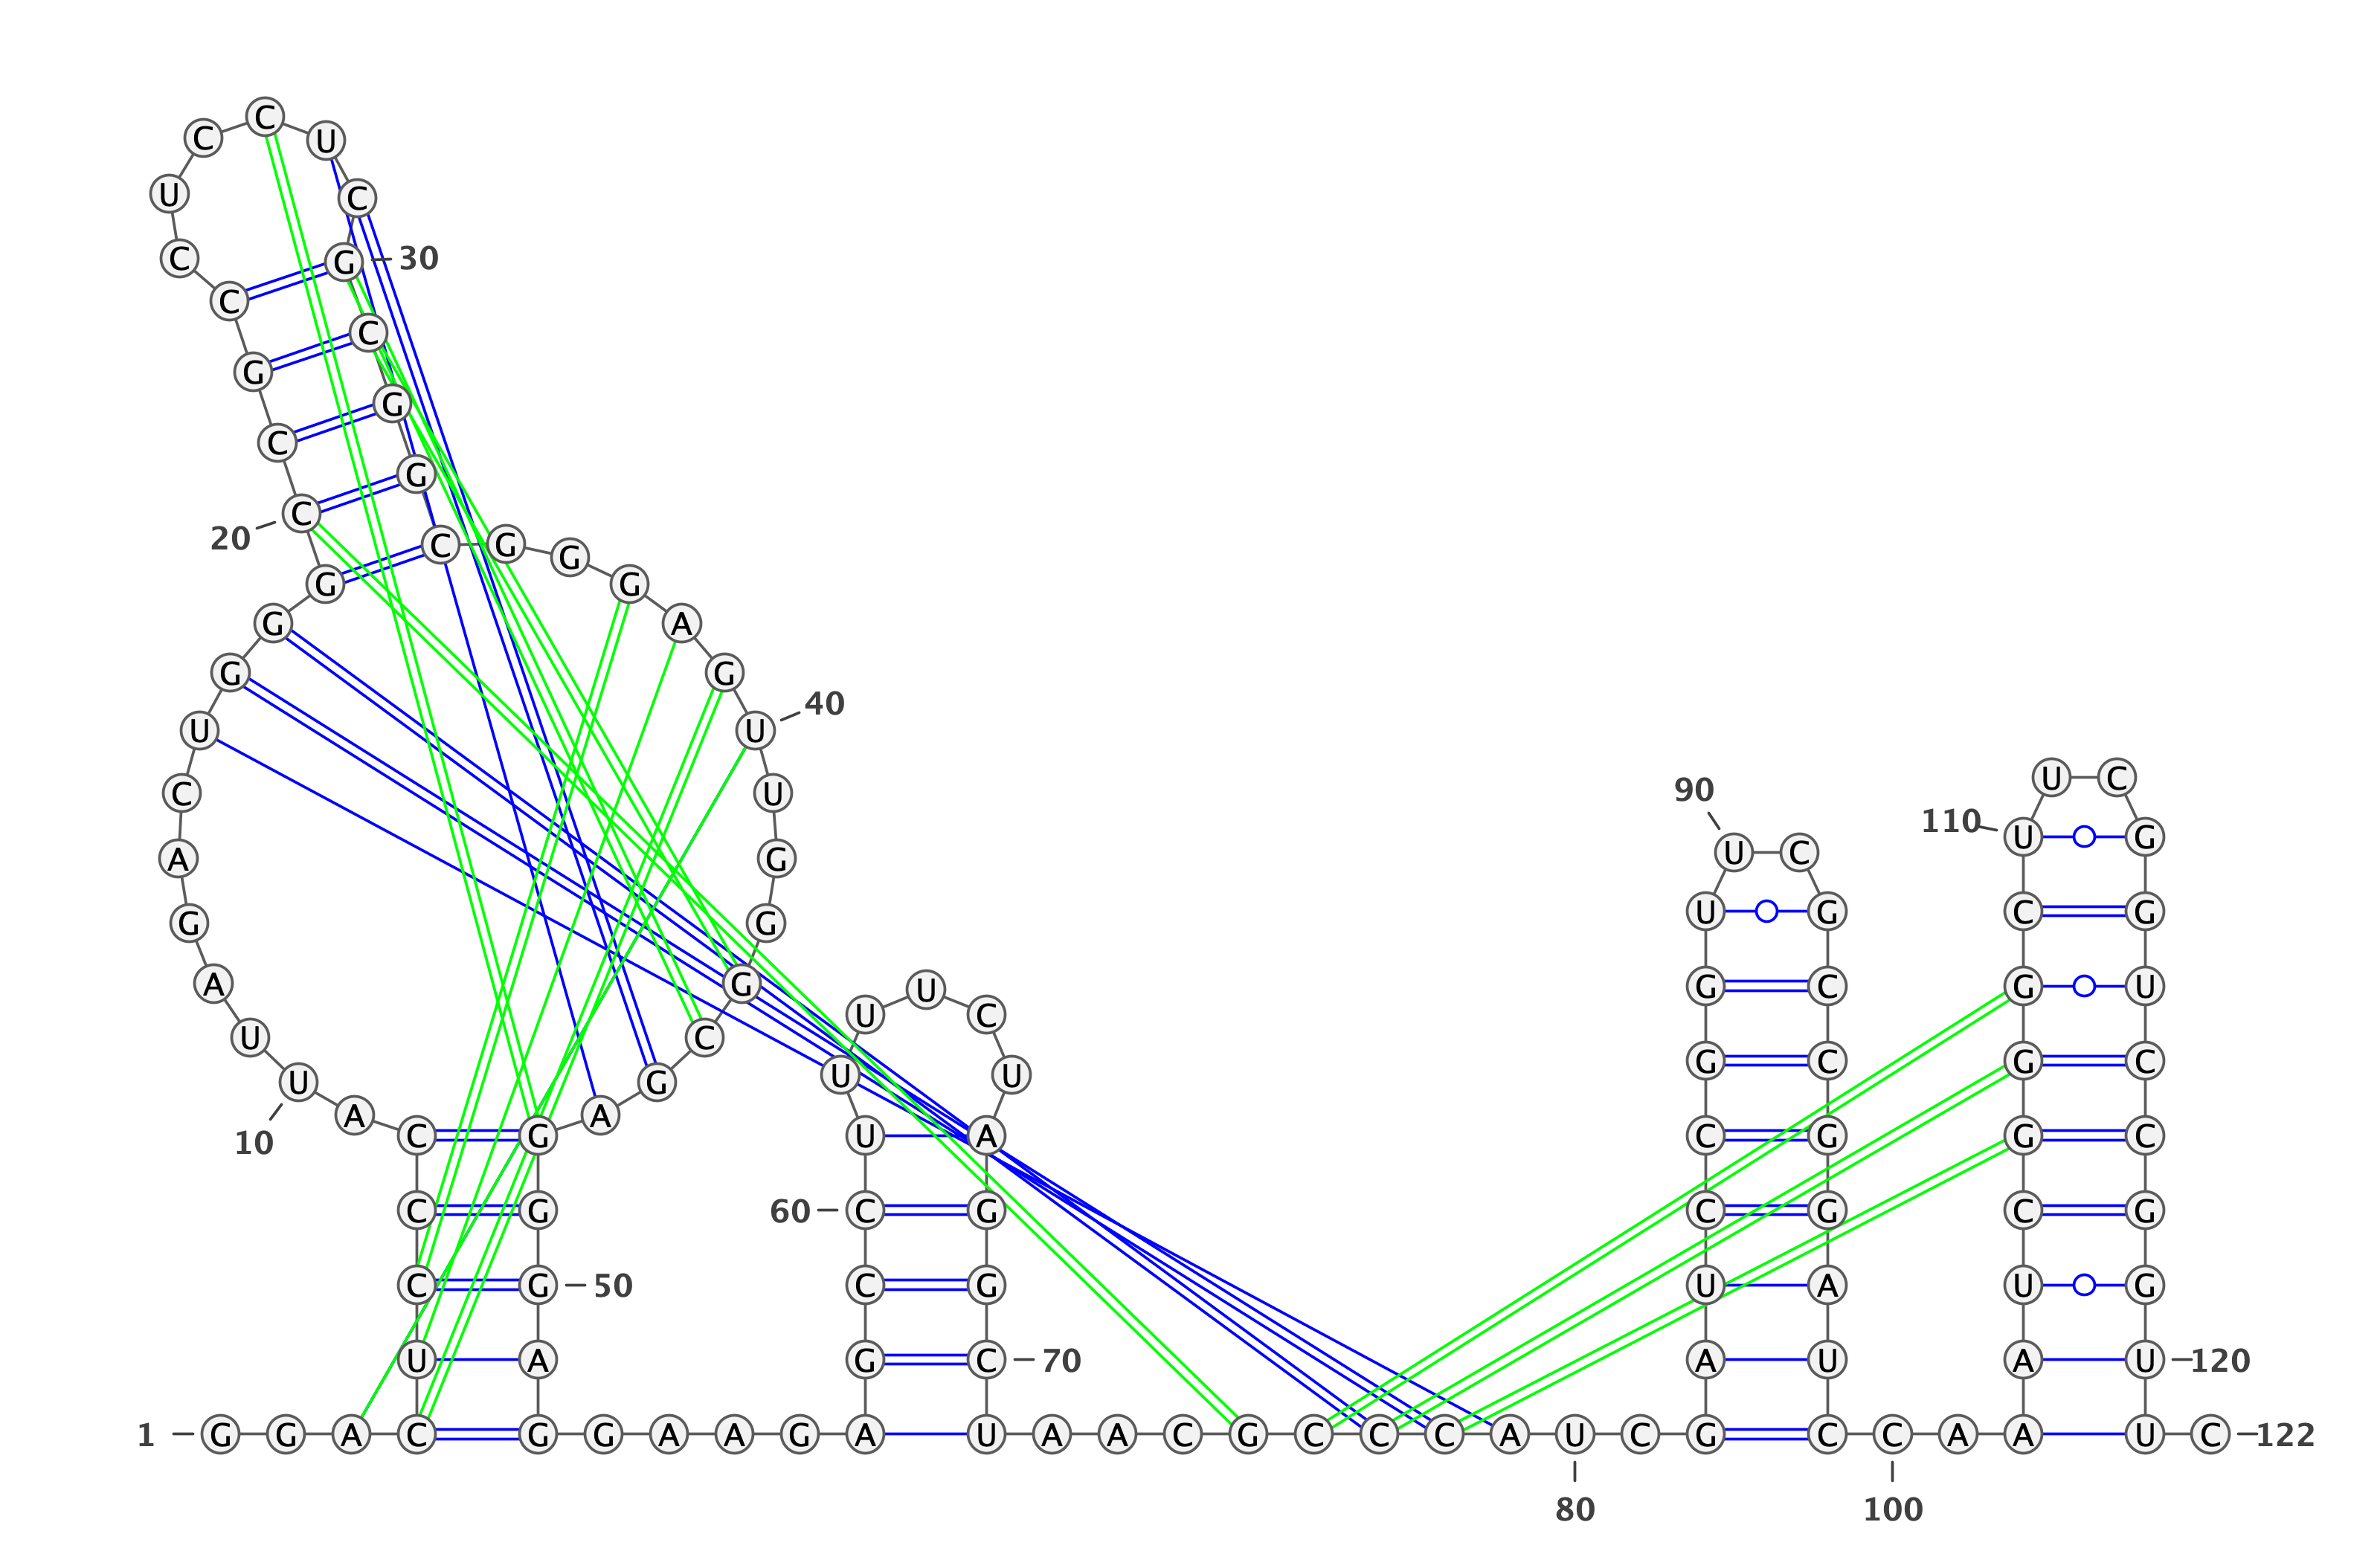 C
C U
U C
C G 30
C C
G G
C G
C
20 C G G
G G
G A
G G
40
U U
U C
90
C U
110 U G
U C
A G
U G C G
G G
A G G C G U
U
U C
U C
G C G C
U U
U G
A A
C G U A C G G C
10
C G 60 C G C G C G
C G 50 C G U A U G
U A G C 70 A U A U 120
1 G G A C G G A A G A U A A C G C C C A U C G C C A A U C 122
80 100